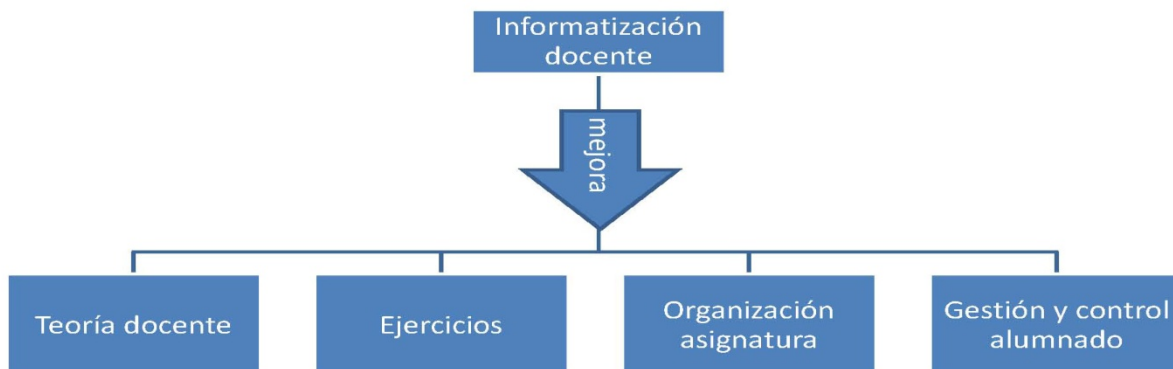 Informatización
docente
mejora
Teoría docente
Ejercicios
Organización
asignatura
Gestión y control
alumnado